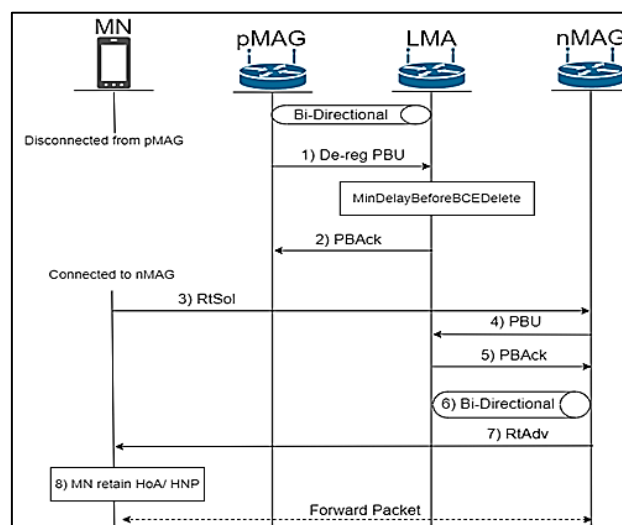 MN
pMAG
LMA
nMAG
Bi-Directional
Disconnected from pMAG
1) De-reg PBU
MinDelayBeforeBCEDelete
2) PBAck
Connected to nMAG
3) RtSol
4) PBU
5) PBAck
6) Bi-Directional
7) RtAdv
8) MN retain HoA/ HNP
Forward Packet